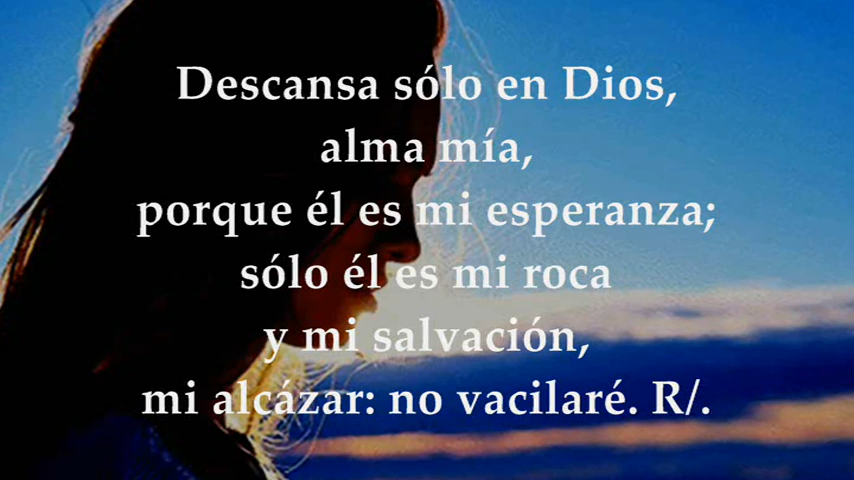 Descansa sólo en Dios,
alma mía,
porque él es mi esperanza;
sólo él es mi roca
y mi salvación,
mi alcázar: no vacilaré. R/.